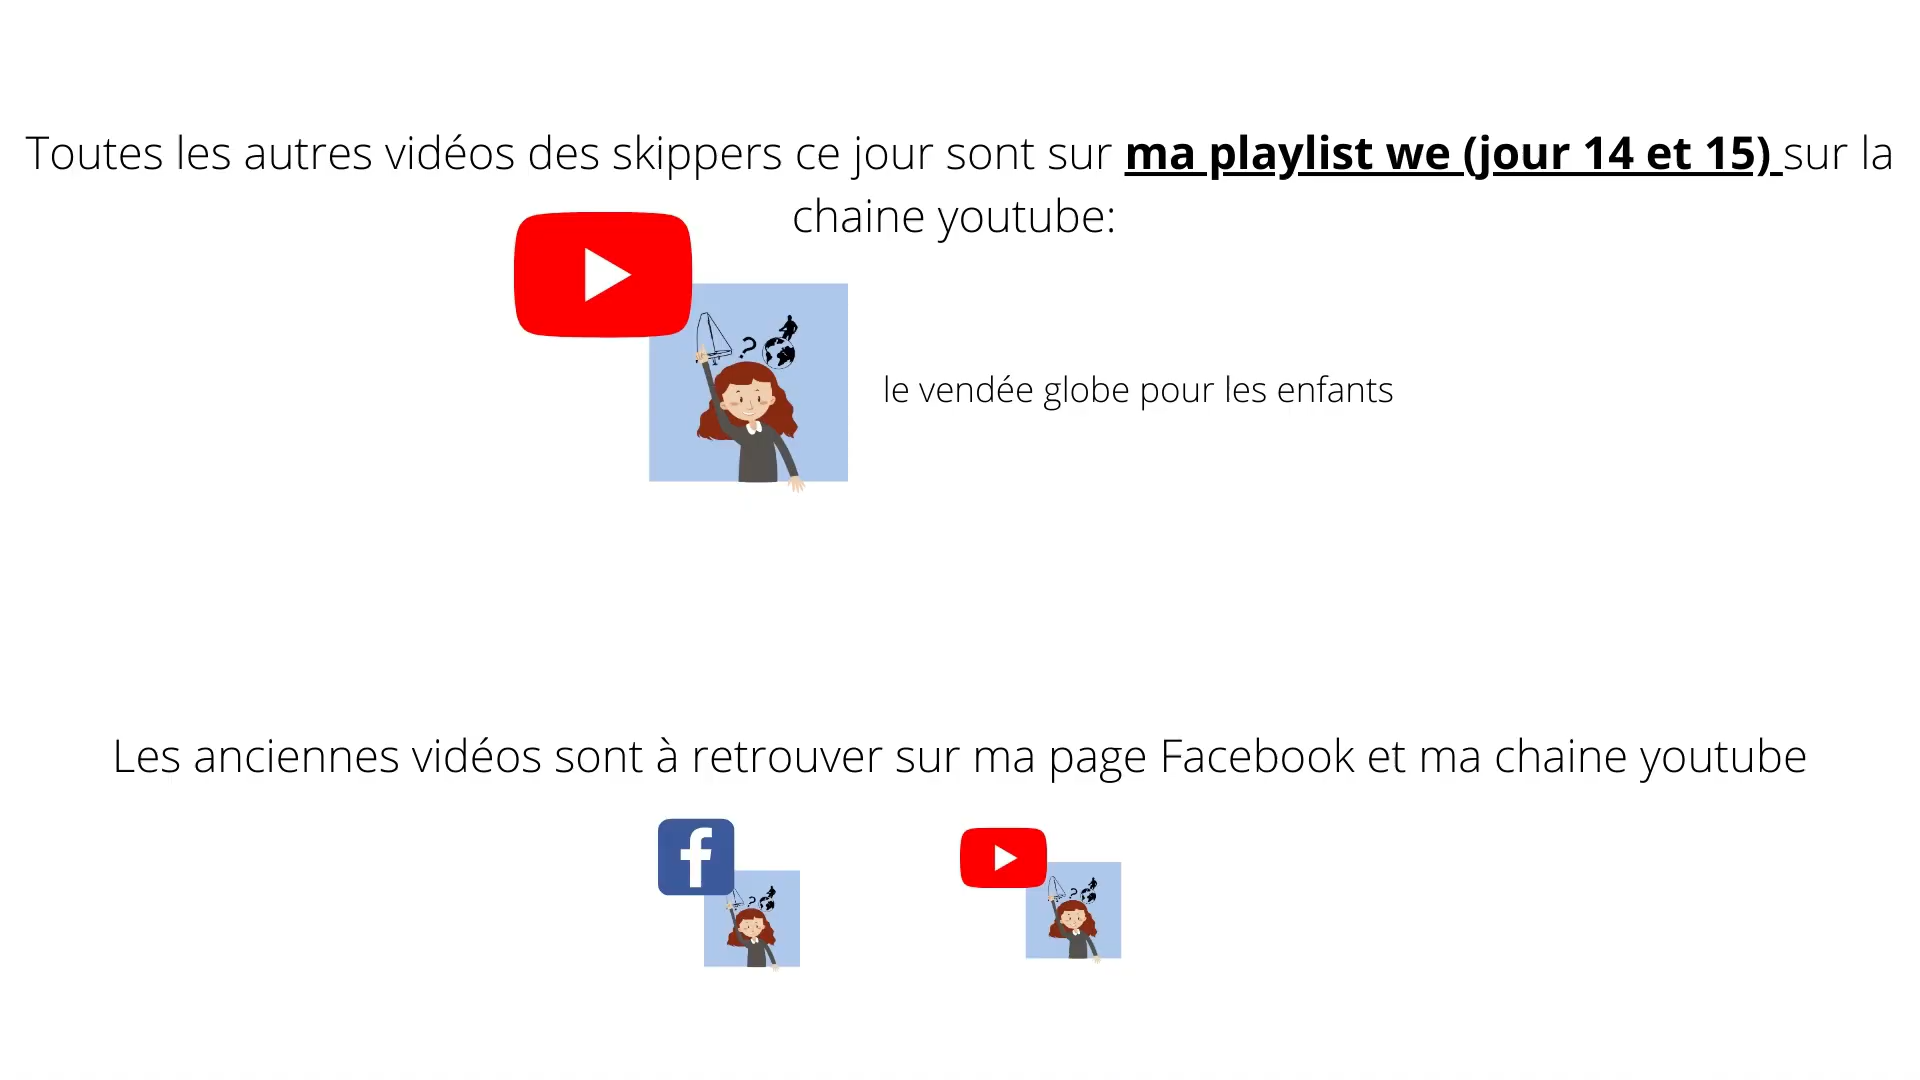 Toutes les autres vidéos des skippers ce jour sont sur ma playlist we (jour 14 et 15) sur la
chaine youtube:
?
le vendée globe pour les enfants
Les anciennes vidéos sont à retrouver sur ma page Facebook et ma chaine youtube
f
?
?